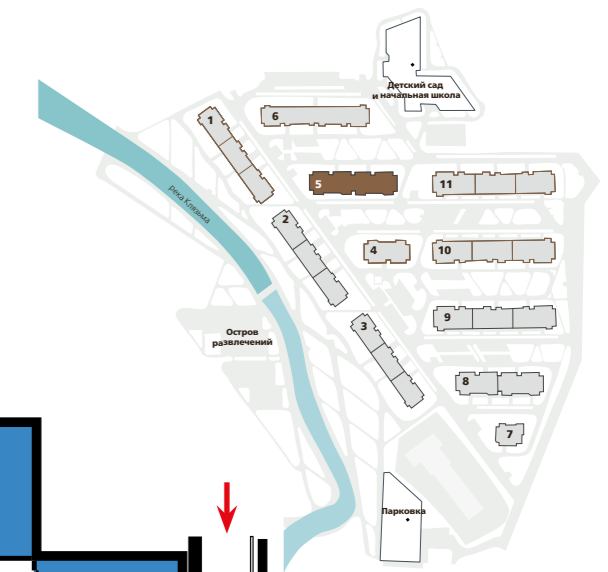 Детский сад
и начальная школа
1
6
5
11
река Клязьма
2
4
10
9
3
Остров
развлечений
8
7
Парковка